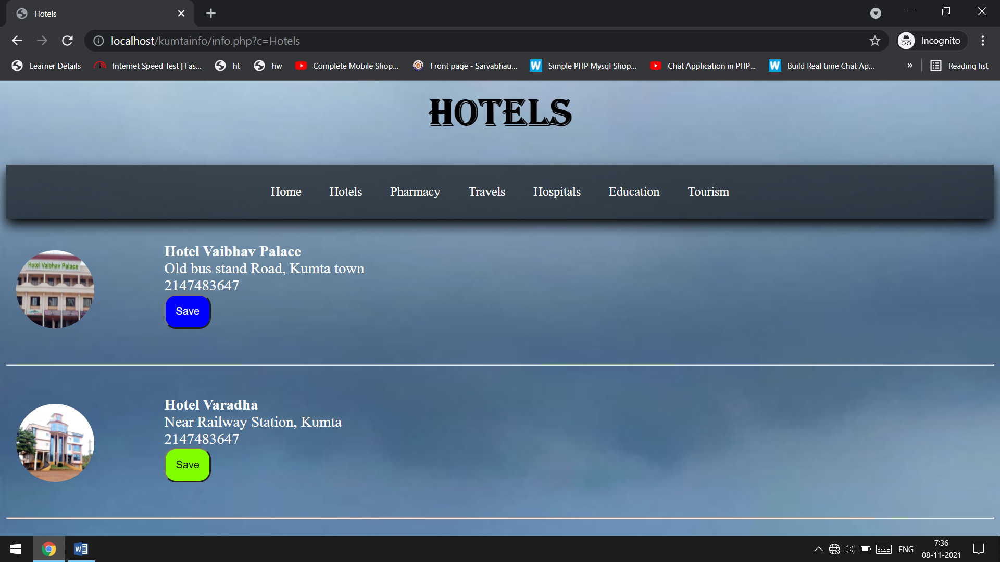 Hotels
localhost/kumtainfo/info.php?c=Hotels
Incognito
Learner Details
Internet Speed Test | Fas...
ht
hw
Complete Mobile Shop...
Front page - Sarvabhau...
Simple PHP Mysql Shop...
Chat Application in PHP...
Build Real time Chat Ap...
»
Reading list
HOTELS
Home Hotels Pharmacy Travels Hospitals Education Tourism
Hotel Vaibhav Palace
Hotel Vaibhav Palace
Old bus stand Road, Kumta town
2147483647
Save
Hotel Varadha
Near Railway Station, Kumta
2147483647
Save
ENG
7:36
08-11-2021